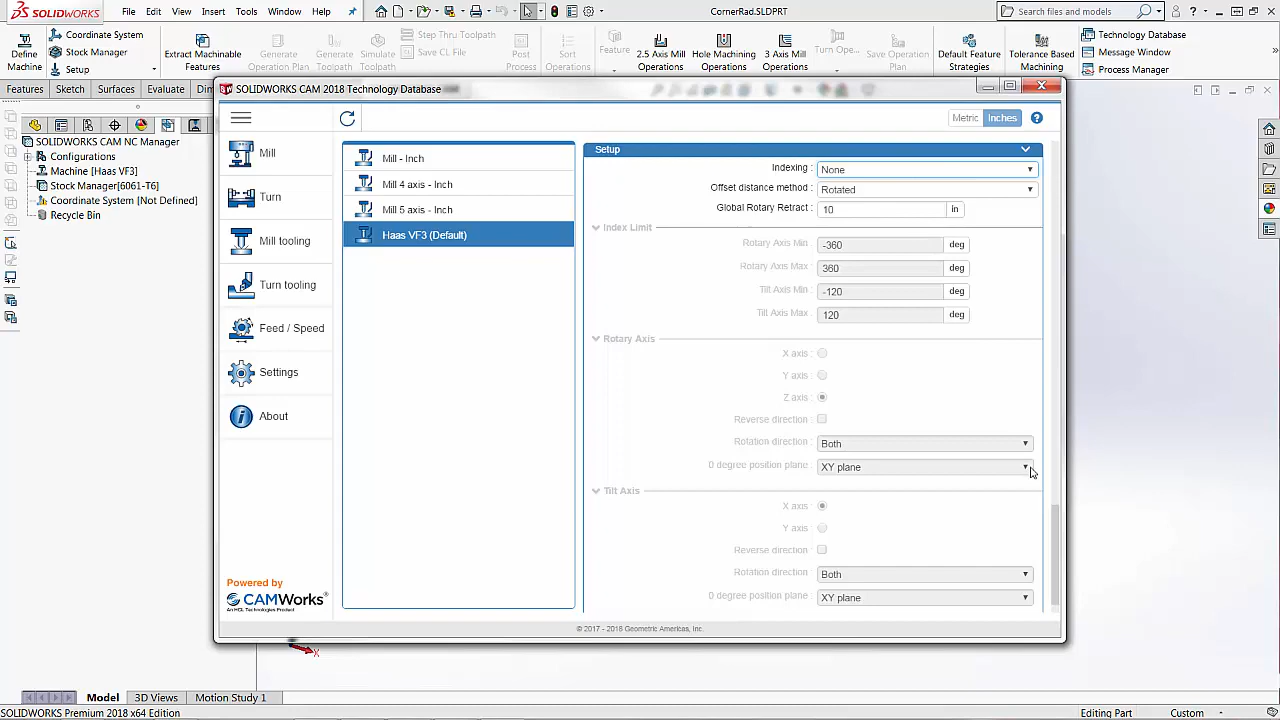 SOLIDWORKS File Edit View Insert Tools Help CornerRad.SLDPRT Search files and models
Define Machine
Coordinate System
Stock Manager
Setup
Extract Machinable Features
Generate Operation Plan
Generate Toolpath
Simulate Toolpath
Step Thru Toolpath
Save CL File
Post Process
Sort Operations
Feature
2.5 Axis Mill Operations
Hole Machining Operations
3 Axis Mill Operations
Turn Ope...
Save Operation Plan
Default Feature Strategies
Tolerance Based Machining
Technology Database
Message Window
Process Manager
Features Sketch Surfaces Evaluate
SOLIDWORKS CAM 2018 Technology Database
SOLIDWORKS CAM NC Manager
Configurations
Machine [Haas VF3]
Stock Manager[6061-T6]
Coordinate System [Not Defined]
Recycle Bin
Metric Inches
Mill
Turn
Mill tooling
Turn tooling
Feed / Speed
Settings
About
Powered by
CAMWorks®
An HCL Technologies Product
Mill - Inch
Mill 4 axis - Inch
Mill 5 axis - Inch
Haas VF3 (Default)
Setup
Indexing : None
Offset distance method : Rotated
Global Rotary Retract : 10 in
Index Limit
Rotary Axis Min : -360 deg
Rotary Axis Max : 360 deg
Tilt Axis Min : -120 deg
Tilt Axis Max : 120 deg
Rotary Axis
X axis :
Y axis :
Z axis :
Reverse direction :
Rotation direction : Both
0 degree position plane : XY plane
Tilt Axis
X axis :
Y axis :
Reverse direction :
Rotation direction : Both
0 degree position plane : XY plane
© 2017 - 2018 Geometric Americas, Inc.
X
Model 3D Views Motion Study 1
SOLIDWORKS Premium 2018 x64 Edition Editing Part Custom